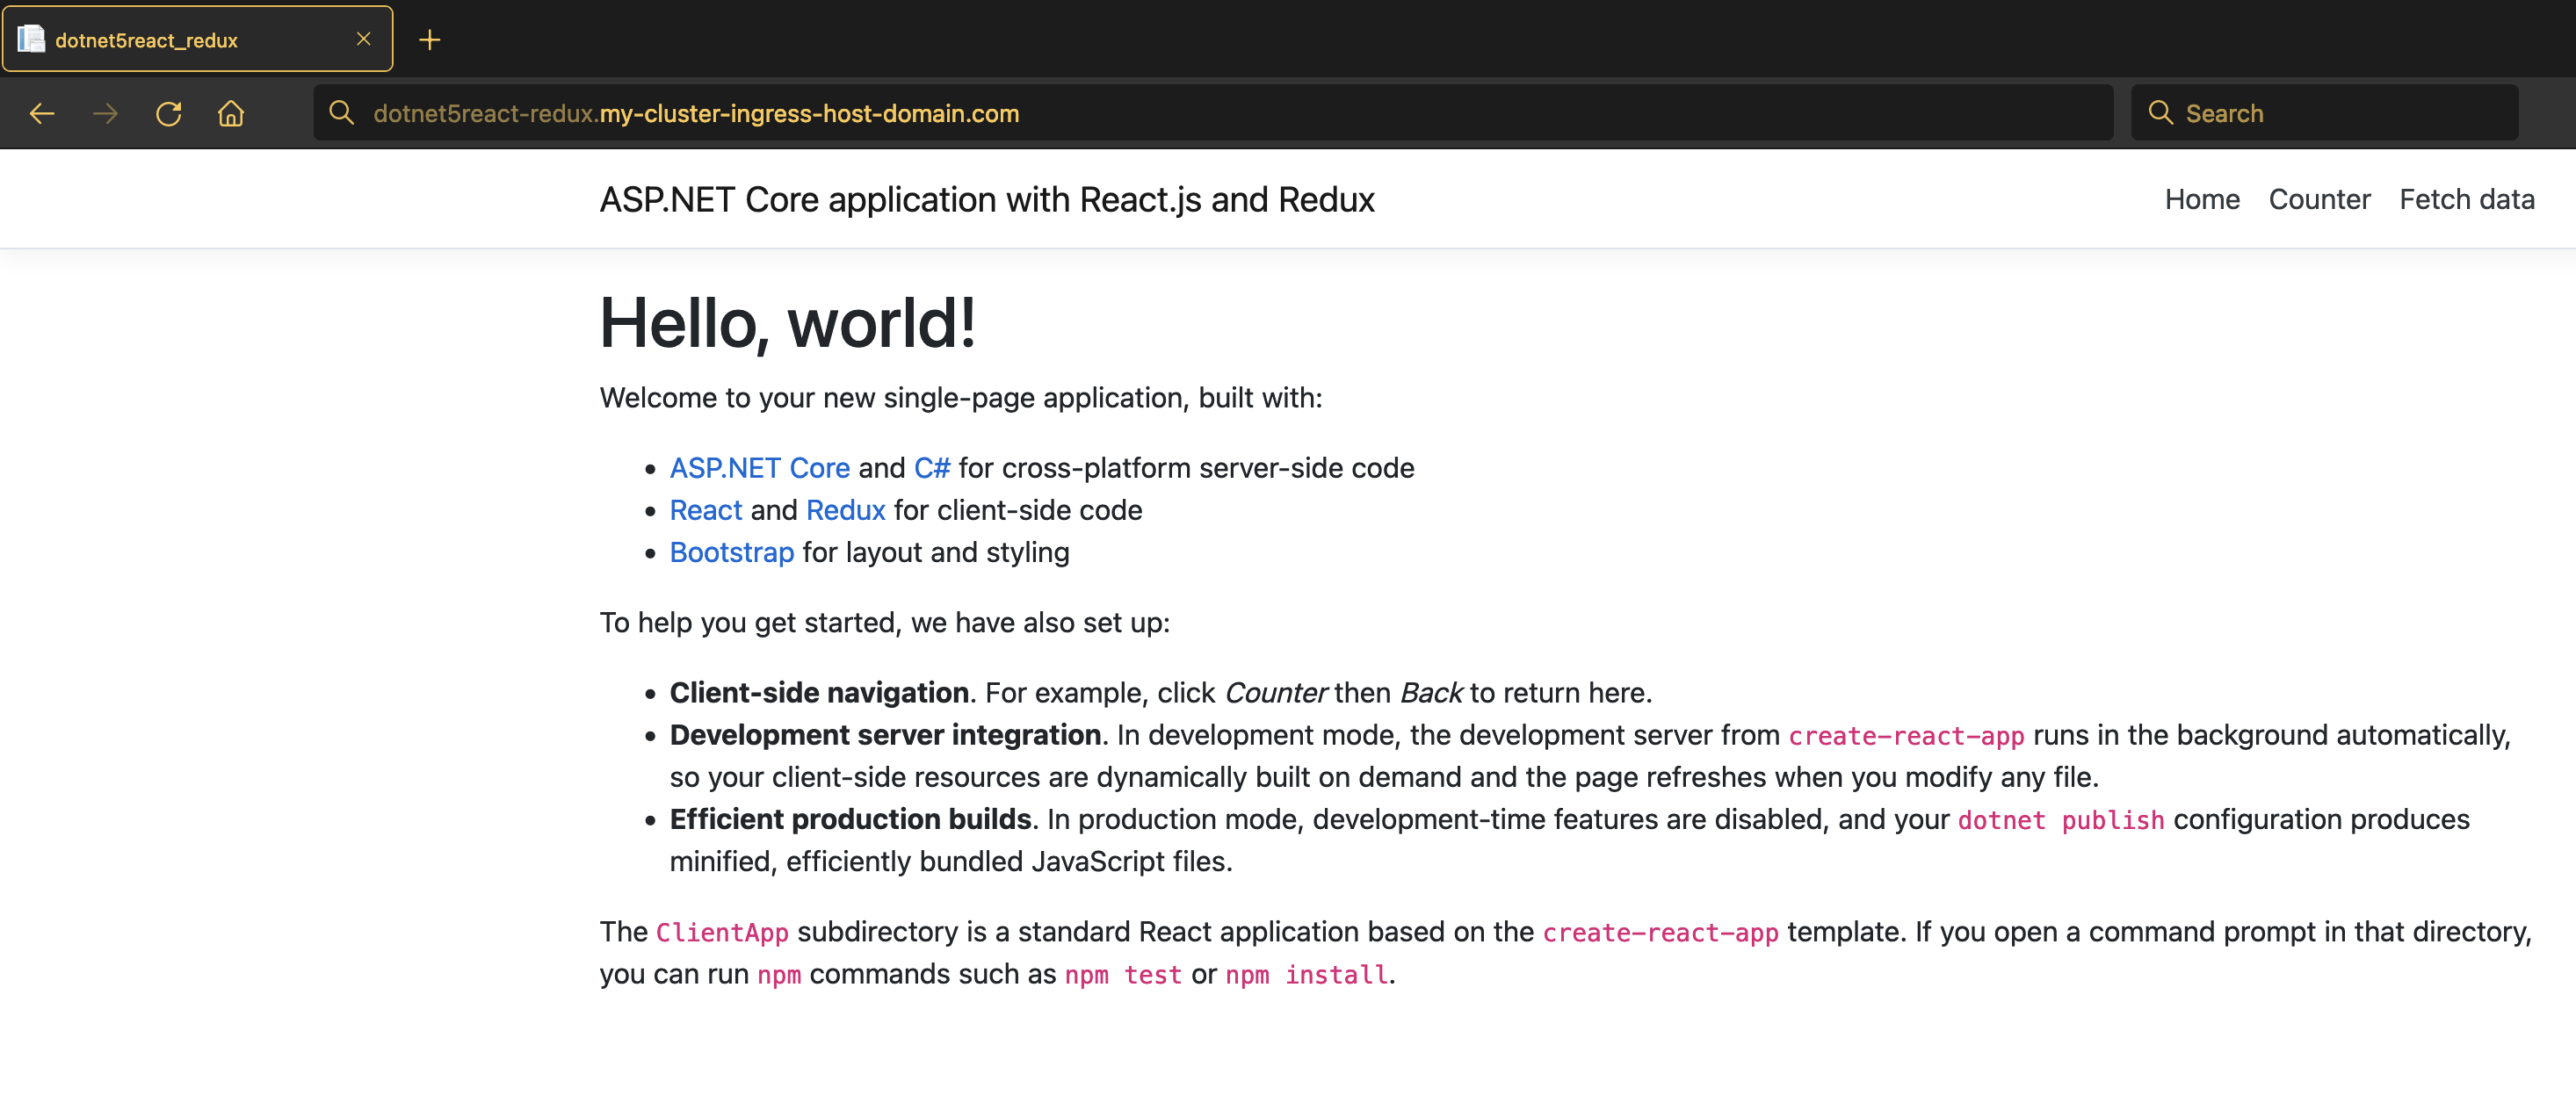 dotnet5react_redux
dotnet5react-redux.my-cluster-ingress-host-domain.com
Search
ASP.NET Core application with React.js and Redux
Home Counter Fetch data
Hello, world!
Welcome to your new single-page application, built with:
• ASP.NET Core and C# for cross-platform server-side code
• React and Redux for client-side code
• Bootstrap for layout and styling
To help you get started, we have also set up:
• Client-side navigation. For example, click Counter then Back to return here.
• Development server integration. In development mode, the development server from create-react-app runs in the background automatically,
so your client-side resources are dynamically built on demand and the page refreshes when you modify any file.
• Efficient production builds. In production mode, development-time features are disabled, and your dotnet publish configuration produces
minified, efficiently bundled JavaScript files.
The ClientApp subdirectory is a standard React application based on the create-react-app template. If you open a command prompt in that directory,
you can run npm commands such as npm test or npm install.